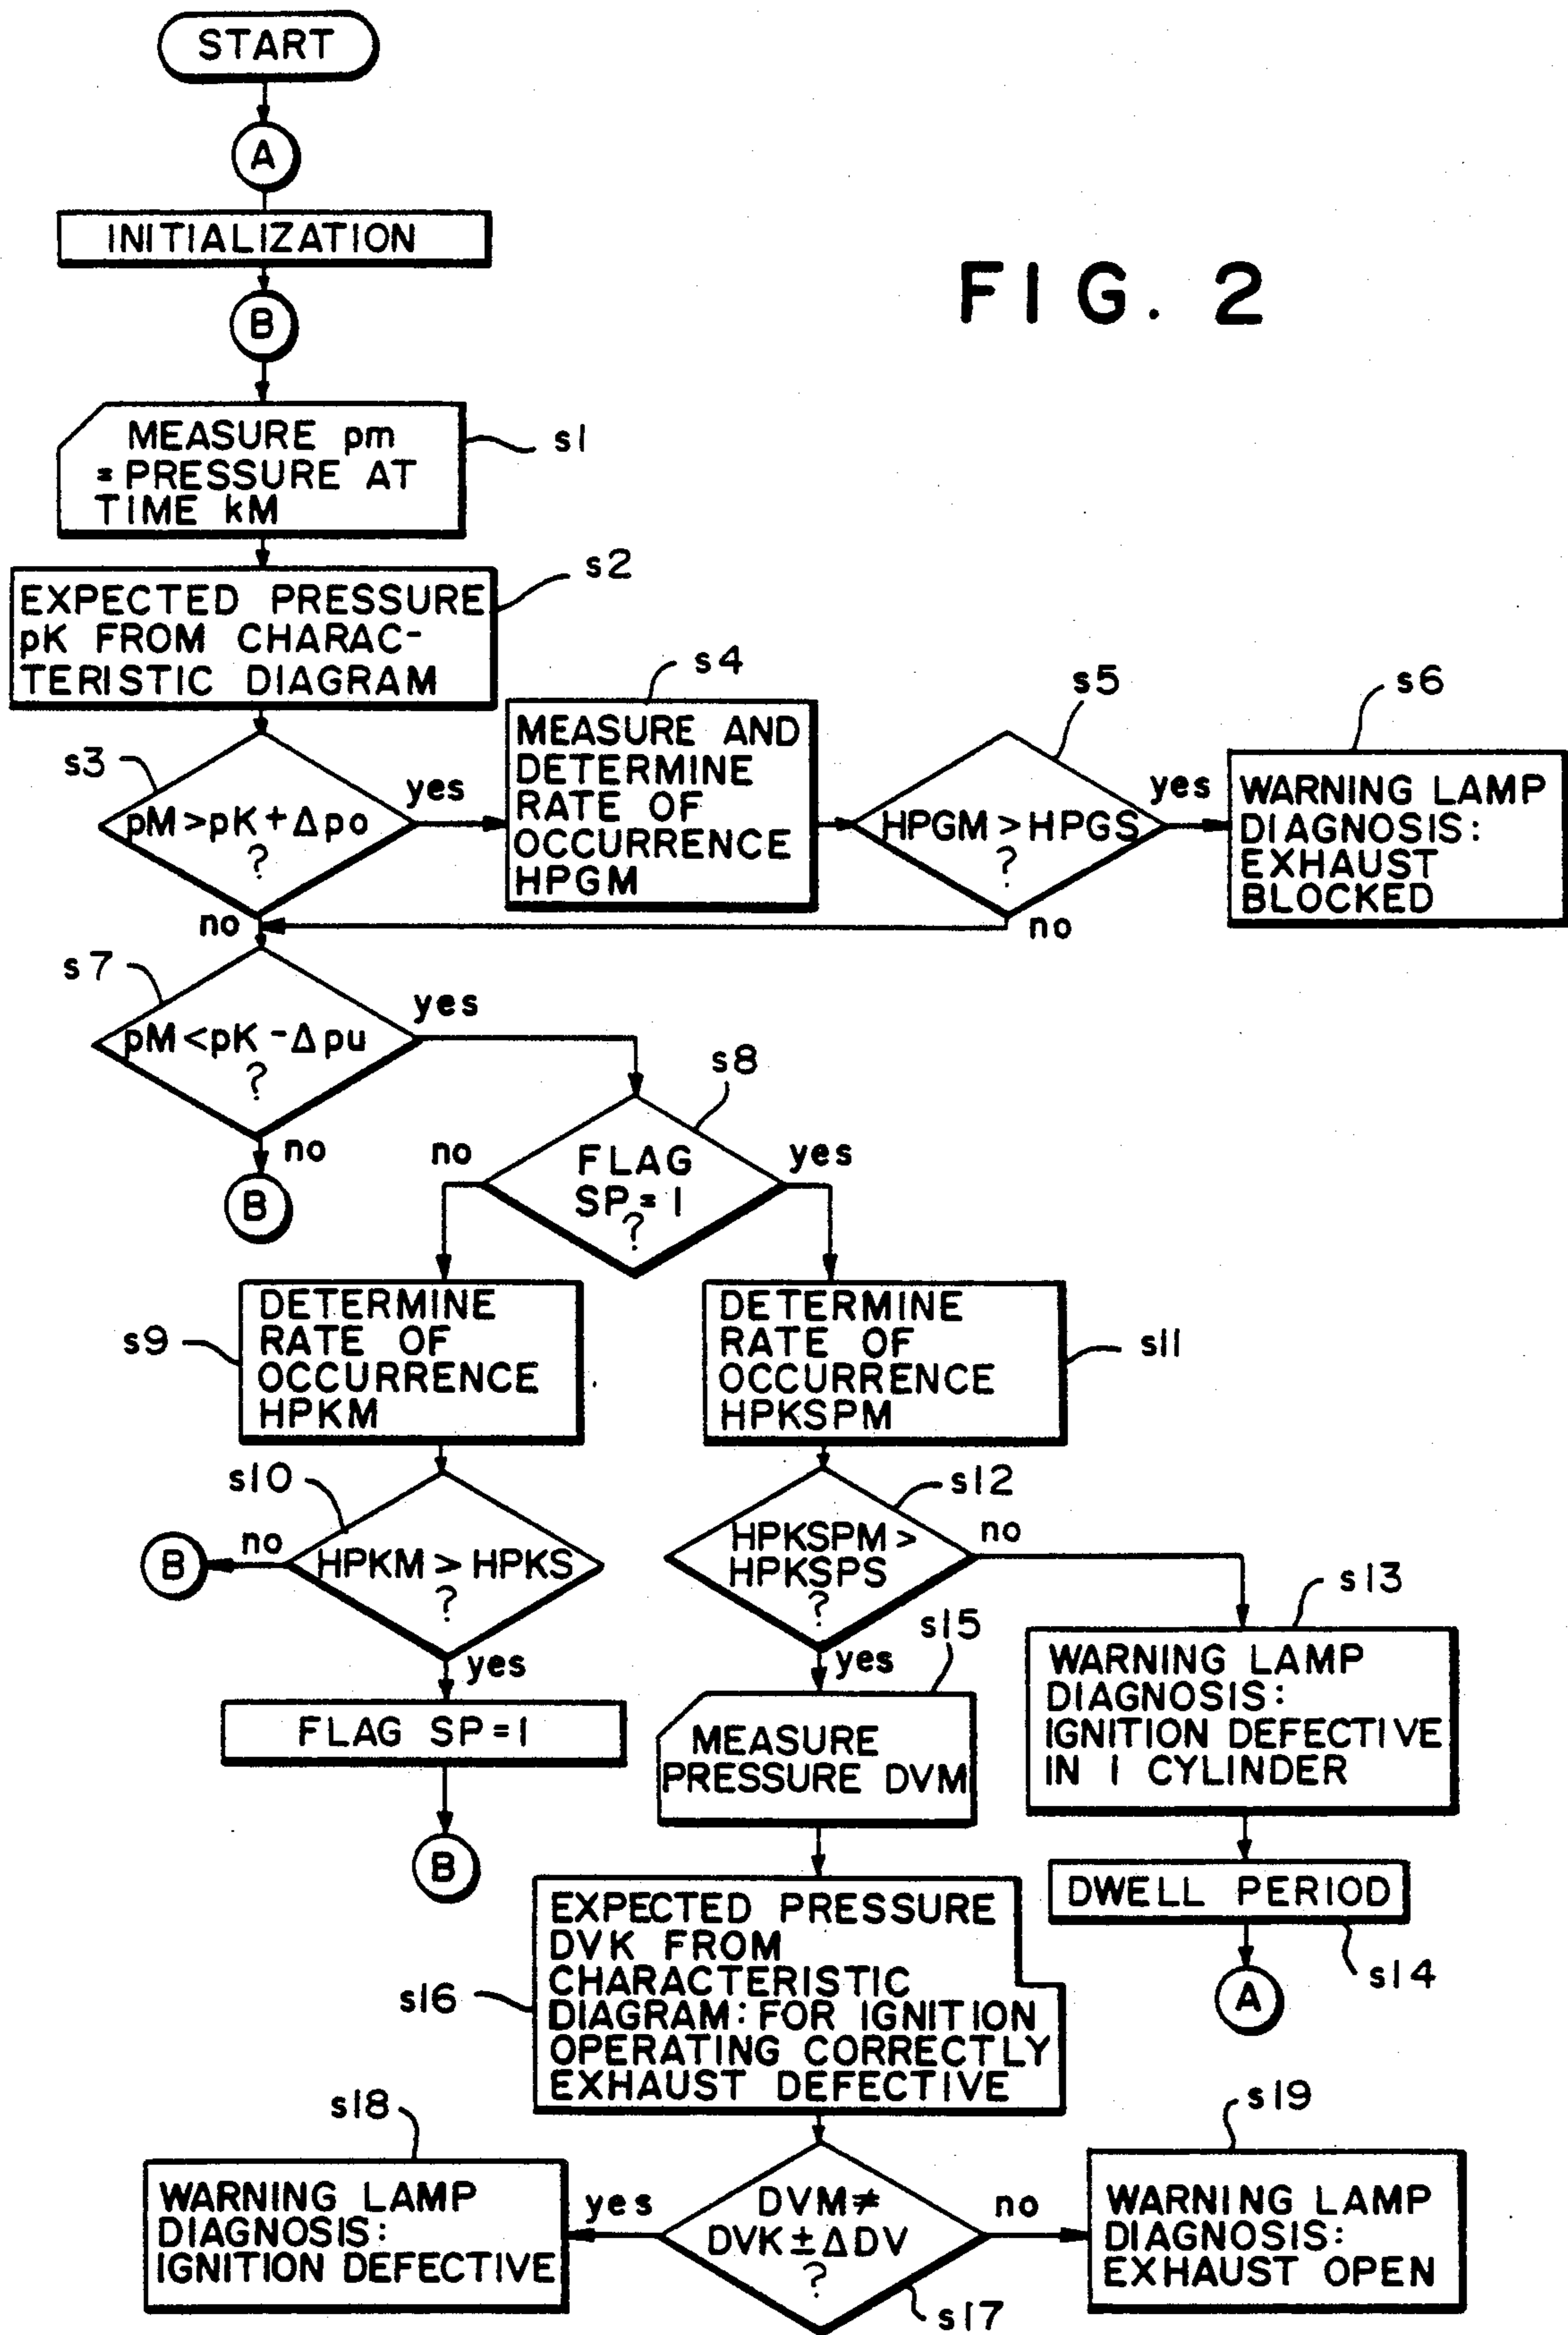 START
A
INITIALIZATION
B
FIG. 2
MEASURE pm
= PRESSURE AT
TIME kM
s1
EXPECTED PRESSURE
pK FROM CHARAC-
TERISTIC DIAGRAM
s2
s3
pM > pK + Δpo
?
yes
no
s4
MEASURE AND
DETERMINE
RATE OF
OCCURRENCE
HPGM
s5
HPGM > HPGS
?
yes
no
s6
WARNING LAMP
DIAGNOSIS:
EXHAUST
BLOCKED
s7
pM < pK - Δpu
?
yes
no
B
s8
FLAG
SP = 1
?
no
yes
s9
DETERMINE
RATE OF
OCCURRENCE
HPKM
s11
DETERMINE
RATE OF
OCCURRENCE
HPKSPM
s10
HPKM > HPKS
?
no
B
yes
FLAG SP = 1
B
s12
HPKSPM >
HPKSPS
?
no
yes
s13
WARNING LAMP
DIAGNOSIS:
IGNITION DEFECTIVE
IN 1 CYLINDER
DWELL PERIOD
s14
A
s15
MEASURE
PRESSURE DVM
s16
EXPECTED PRESSURE
DVK FROM
CHARACTERISTIC
DIAGRAM: FOR IGNITION
OPERATING CORRECTLY
EXHAUST DEFECTIVE
s17
DVM ≠
DVK ± Δ DV
?
yes
no
s18
WARNING LAMP
DIAGNOSIS:
IGNITION DEFECTIVE
s19
WARNING LAMP
DIAGNOSIS:
EXHAUST OPEN